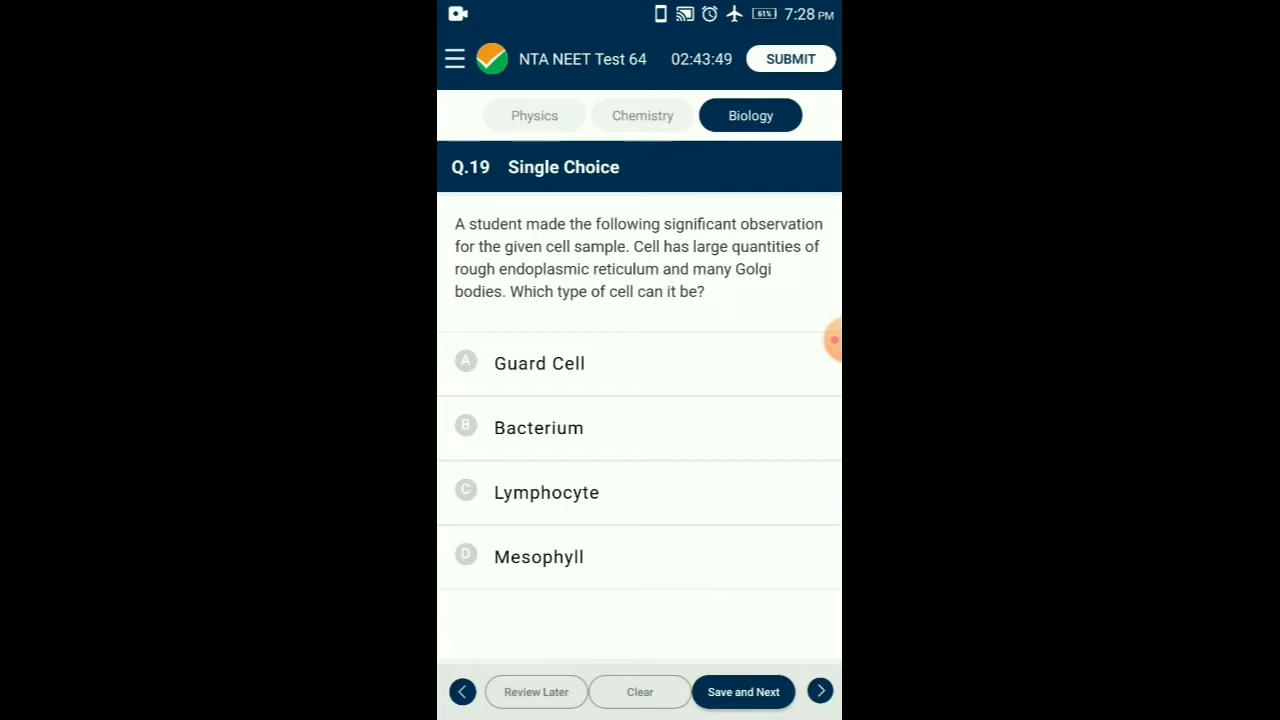 61% 7:28 PM
NTA NEET Test 64 02:43:49 SUBMIT
Physics Chemistry Biology
Q.19 Single Choice
A student made the following significant observation
for the given cell sample. Cell has large quantities of
rough endoplasmic reticulum and many Golgi
bodies. Which type of cell can it be?
A Guard Cell
B Bacterium
C Lymphocyte
D Mesophyll
Review Later Clear Save and Next